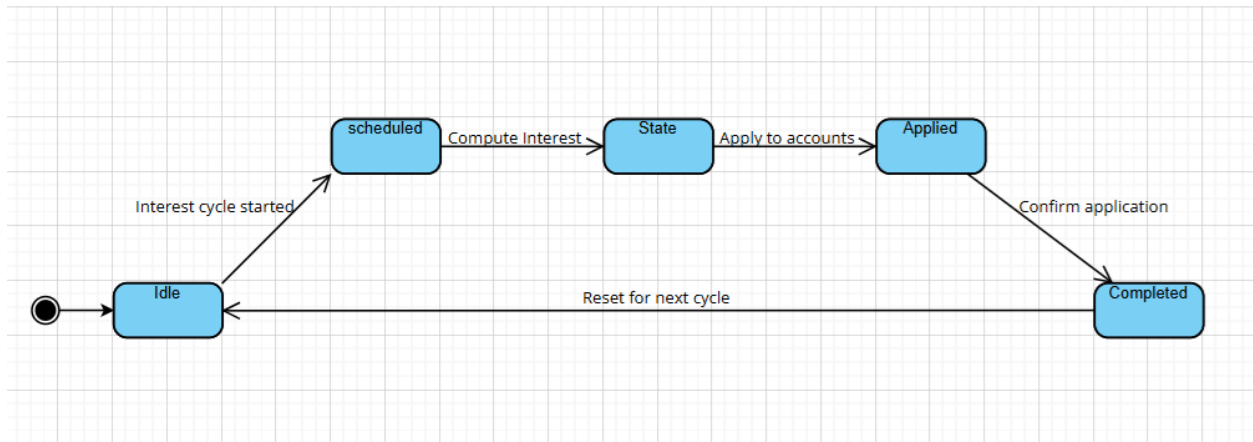 scheduled
Compute Interest
State
Apply to accounts
Applied
Interest cycle started
Confirm application
Idle
Reset for next cycle
Completed